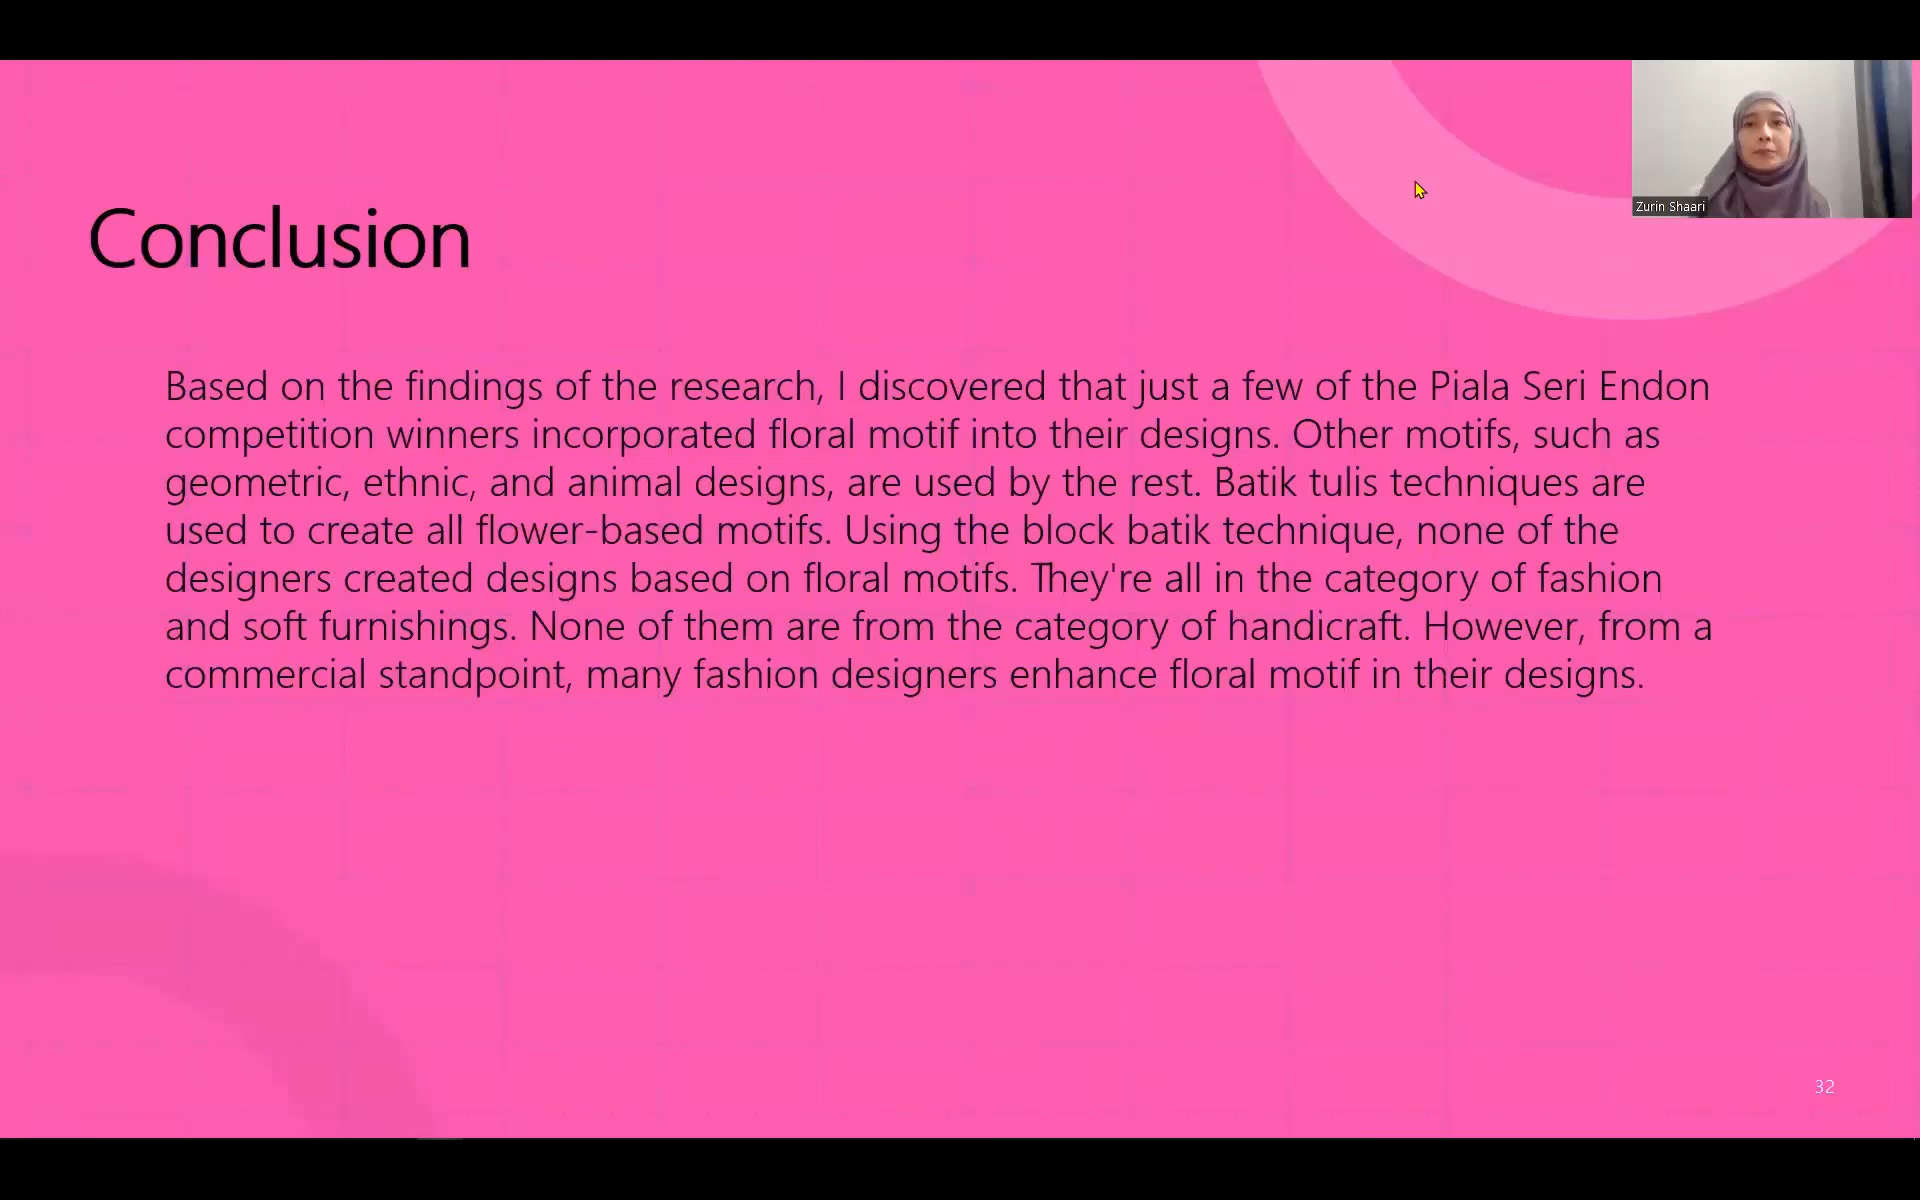 Zurin Shaari
Conclusion
Based on the findings of the research, I discovered that just a few of the Piala Seri Endon
competition winners incorporated floral motif into their designs. Other motifs, such as
geometric, ethnic, and animal designs, are used by the rest. Batik tulis techniques are
used to create all flower-based motifs. Using the block batik technique, none of the
designers created designs based on floral motifs. They're all in the category of fashion
and soft furnishings. None of them are from the category of handicraft. However, from a
commercial standpoint, many fashion designers enhance floral motif in their designs.
32